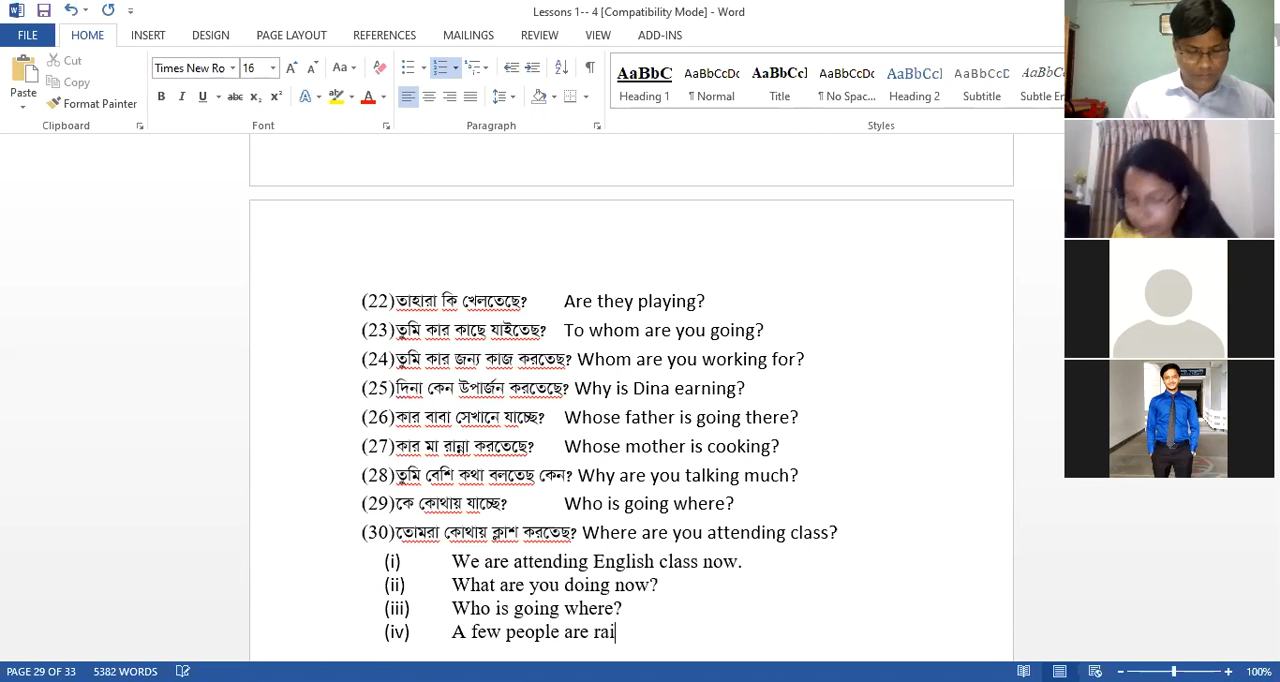 Lessons 1-- 4 [Compatibility Mode] - Word
FILE HOME INSERT DESIGN PAGE LAYOUT REFERENCES MAILINGS REVIEW VIEW ADD-INS
Paste
Cut
Copy
Format Painter
Clipboard
Times New Ro 16
Font
Paragraph
AaBbC AaBbCcDc AaBbCc] AaBbCcDc AaBbCcl AaBbCcD AaBbCc
Heading 1 ¶ Normal Title ¶ No Spac... Heading 2 Subtitle Subtle Em
Styles
(22)তাহারা কি খেলতেছে? Are they playing?
(23)তুমি কার কাছে যাইতেছ? To whom are you going?
(24)তুমি কার জন্য কাজ করতেছ? Whom are you working for?
(25)দিনা কেন উপার্জন করতেছে? Why is Dina earning?
(26)কার বাবা সেখানে যাচ্ছে? Whose father is going there?
(27)কার মা রান্না করতেছে? Whose mother is cooking?
(28)তুমি বেশি কথা বলতেছ কেন? Why are you talking much?
(29)কে কোথায় যাচ্ছে? Who is going where?
(30)তোমরা কোথায় ক্লাশ করতেছ? Where are you attending class?
(i) We are attending English class now.
(ii) What are you doing now?
(iii) Who is going where?
(iv) A few people are rai
PAGE 29 OF 33 5382 WORDS 100%